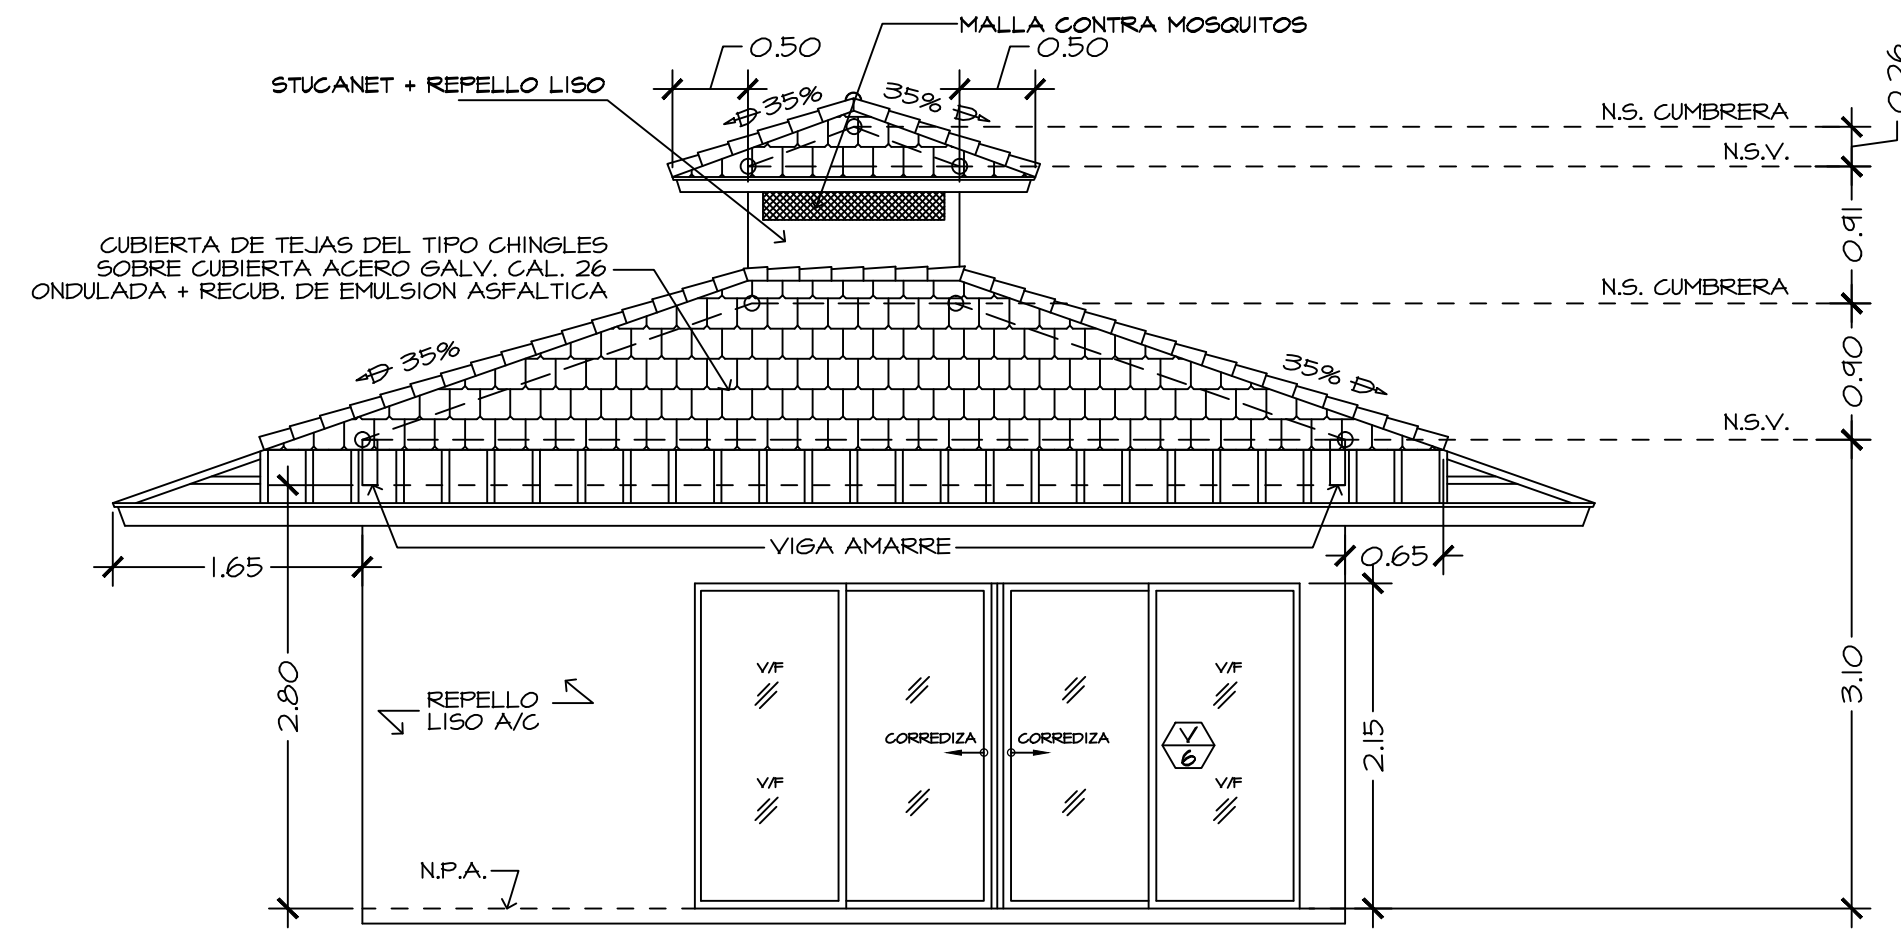 MALLA CONTRA MOSQUITOS
0.50
0.50
0.26
STUCANET + REPELLO LISO
35%
35%
N.S. CUMBRERA
N.S.V.
0.91
CUBIERTA DE TEJAS DEL TIPO CHINGLES
SOBRE CUBIERTA ACERO GALV. CAL. 26
ONDULADA + RECUB. DE EMULSION ASFALTICA
N.S. CUMBRERA
35%
35%
0.90
N.S.V.
VIGA AMARRE
1.65
0.65
2.80
REPELLO
LISO A/C
V/F
V/F
CORREDIZA
CORREDIZA
V
6
V/F
V/F
2.15
3.10
N.P.A.